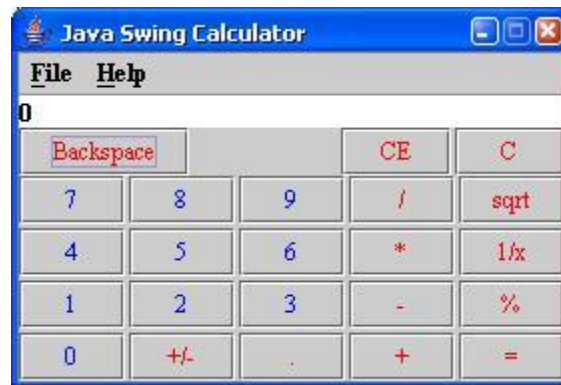 Java Swing Calculator
File Help
0
Backspace CE C
7 8 9 / sqrt
4 5 6 * 1/x
1 2 3 - %
0 +/- . + =